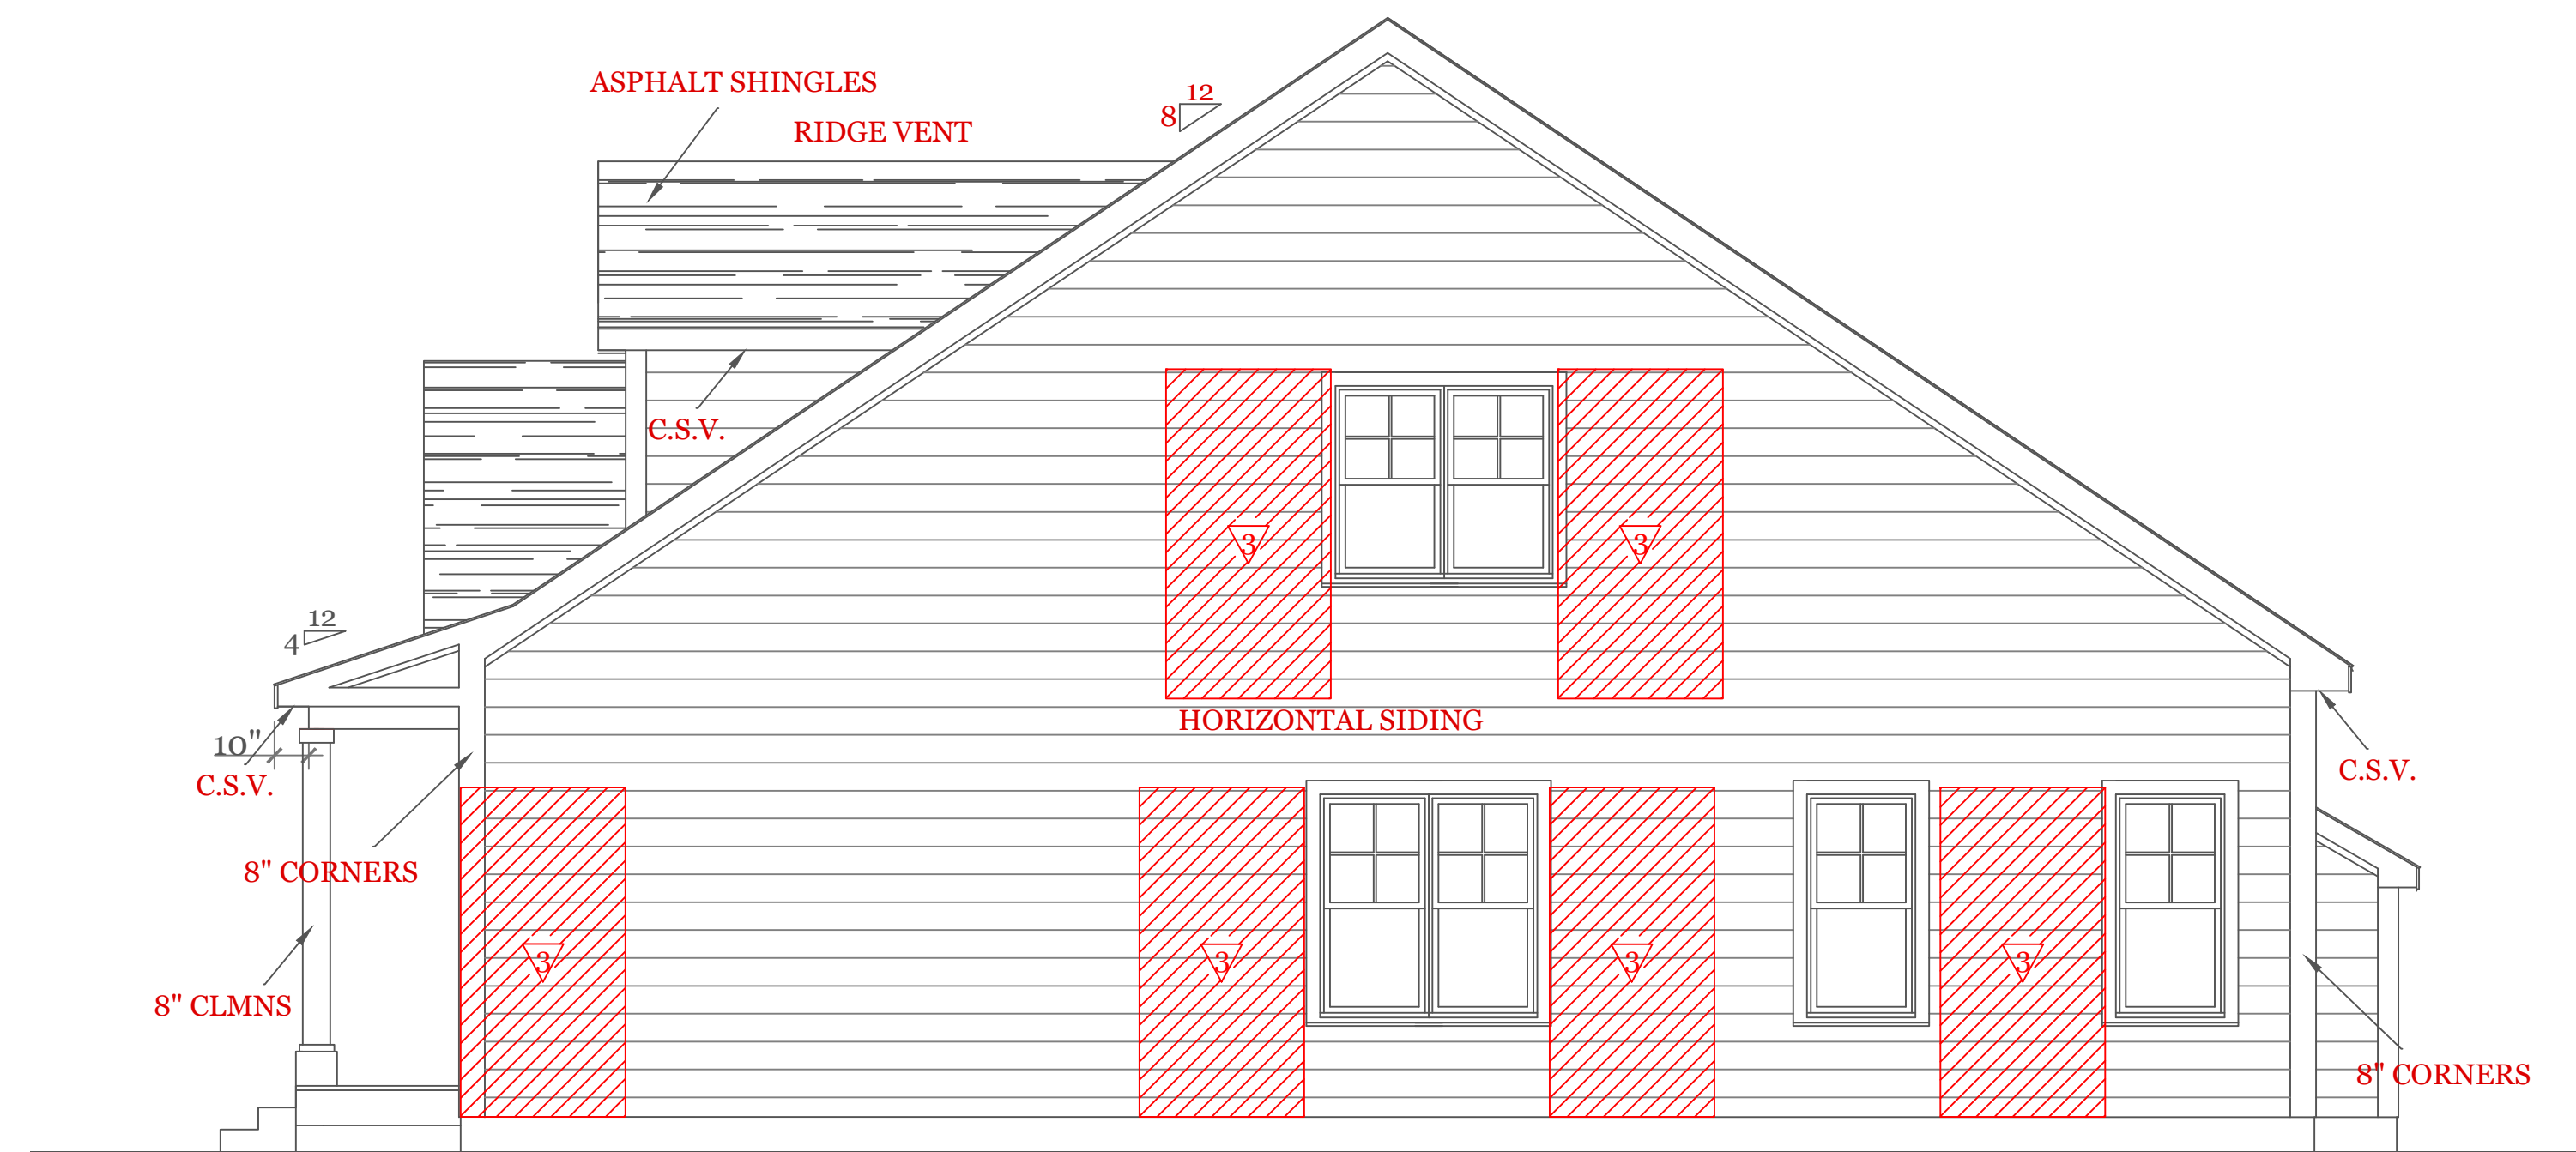 ASPHALT SHINGLES
RIDGE VENT
12
8
C.S.V.
12
4
3
3
HORIZONTAL SIDING
10"
C.S.V.
C.S.V.
8" CORNERS
3
3
3
3
8" CLMNS
8" CORNERS